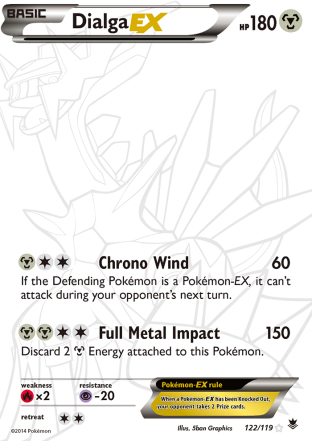 BASIC
Dialga EX
HP 180
Chrono Wind 60
If the Defending Pokémon is a Pokémon-EX, it can't
attack during your opponent's next turn.
Full Metal Impact 150
Discard 2 Energy attached to this Pokémon.
weakness
×2
resistance
-20
retreat
Pokémon-EX rule
When a Pokémon-EX has been Knocked Out,
your opponent takes 2 Prize cards.
©2014 Pokémon
Illus. 5ban Graphics
122/119